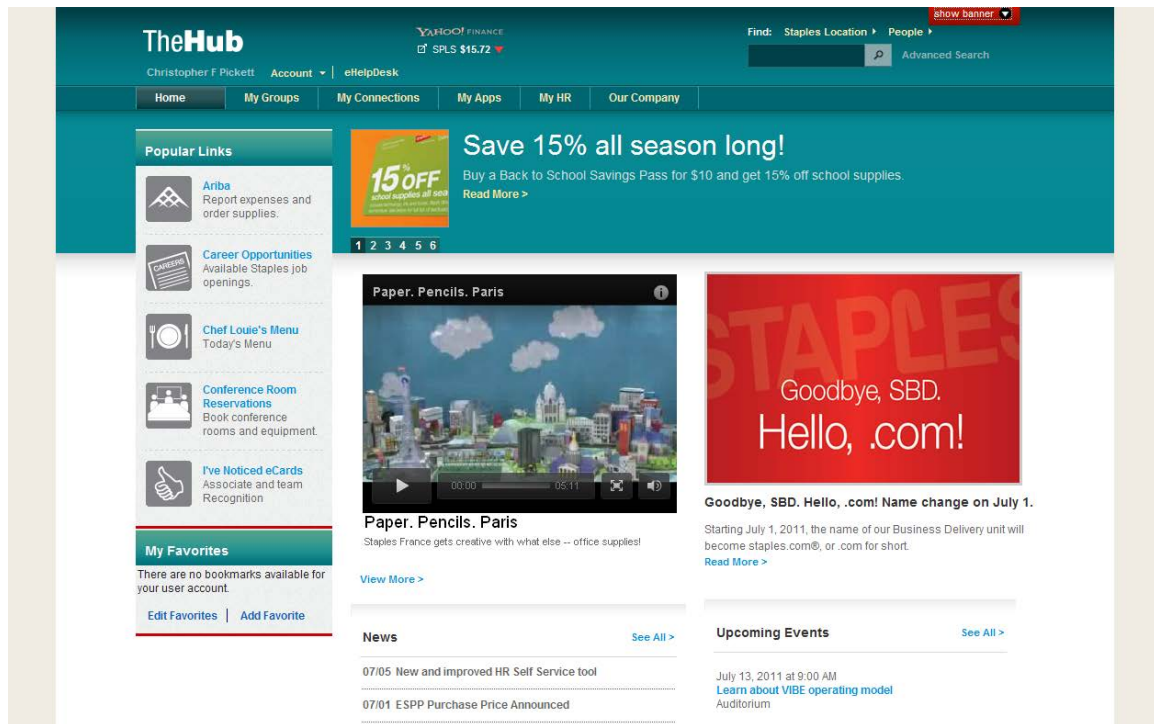 show banner
TheHub
YAHOO! FINANCE
SPLS $15.72
Find: Staples Location People
Advanced Search
Christopher F Pickett Account eHelpDesk
Home My Groups My Connections My Apps My HR Our Company
Popular Links
Ariba
Report expenses and
order supplies.
CAREERS
Career Opportunities
Available Staples job
openings.
Chef Louie's Menu
Today's Menu
Conference Room
Reservations
Book conference
rooms and equipment.
I've Noticed eCards
Associate and team
Recognition
My Favorites
There are no bookmarks available for
your user account.
Edit Favorites | Add Favorite
15% OFF
school supplies all sea
Save 15% all season long!
Buy a Back to School Savings Pass for $10 and get 15% off school supplies.
Read More >
1 2 3 4 5 6
Paper. Pencils. Paris
00:00 05:11
Paper. Pencils. Paris
Staples France gets creative with what else -- office supplies!
View More >
STAPLES
Goodbye, SBD.
Hello, .com!
Goodbye, SBD. Hello, .com! Name change on July 1.
Starting July 1, 2011, the name of our Business Delivery unit will
become staples.com®, or .com for short.
Read More >
News See All >
07/05 New and improved HR Self Service tool
07/01 ESPP Purchase Price Announced
Upcoming Events See All >
July 13, 2011 at 9:00 AM
Learn about VIBE operating model
Auditorium